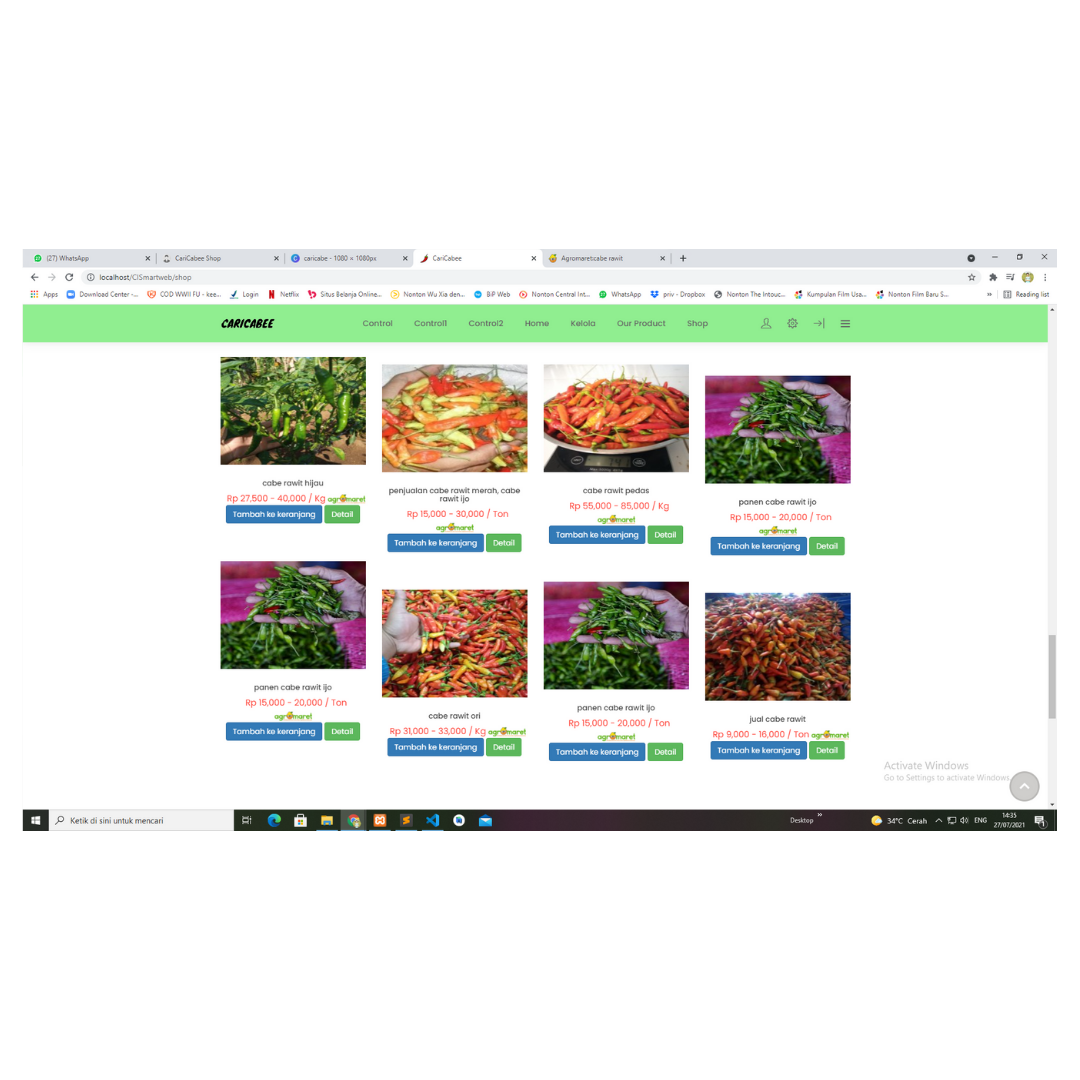 (27) WhatsApp
CariCabee Shop
caricabe - 1080 × 1080px
CariCabee
Agromaret:cabe rawit
localhost/CISmartweb/shop
Apps
Download Center -...
COD WWII FU - kee...
Login
Netflix
Situs Belanja Online...
Nonton Wu Xia den...
BiP Web
Nonton Central Int...
WhatsApp
priv - Dropbox
Nonton The Intouc...
Kumpulan Film Usa...
Nonton Film Baru S...
»
Reading list
CARICABEE
Control
Control1
Control2
Home
Kelola
Our Product
Shop
cabe rawit hijau
Rp 27,500 - 40,000 / Kg agromaret
Tambah ke keranjang Detail
penjualan cabe rawit merah, cabe
rawit ijo
Rp 15,000 - 30,000 / Ton
agromaret
Tambah ke keranjang Detail
cabe rawit pedas
Rp 55,000 - 65,000 / Kg
agromaret
Tambah ke keranjang Detail
panen cabe rawit ijo
Rp 15,000 - 20,000 / Ton
agromaret
Tambah ke keranjang Detail
panen cabe rawit ijo
Rp 15,000 - 20,000 / Ton
agromaret
Tambah ke keranjang Detail
cabe rawit ori
Rp 31,000 - 33,000 / Kg agromaret
Tambah ke keranjang Detail
panen cabe rawit ijo
Rp 15,000 - 20,000 / Ton
agromaret
Tambah ke keranjang Detail
jual cabe rawit
Rp 9,000 - 16,000 / Ton agromaret
Tambah ke keranjang Detail
Activate Windows
Go to Settings to activate Windows.
Ketik di sini untuk mencari
Desktop »
34°C Cerah
ENG
14:35
27/07/2021
1